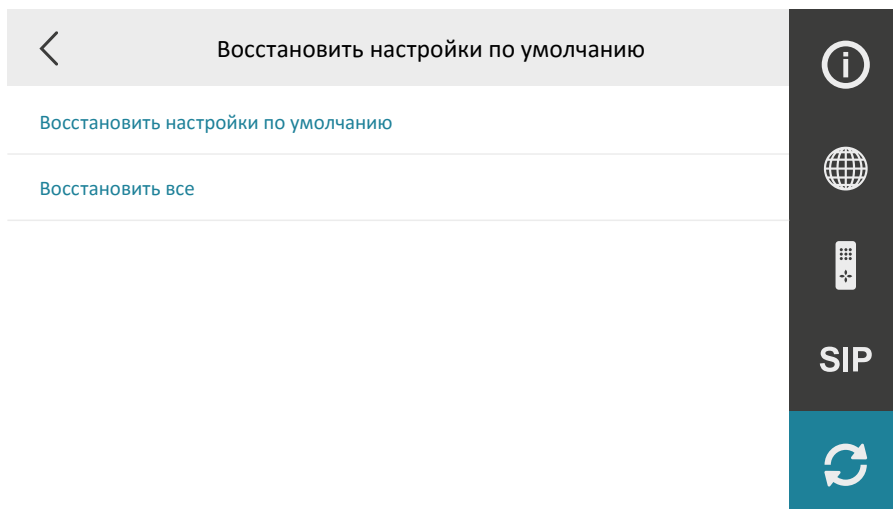 Восстановить настройки по умолчанию
Восстановить настройки по умолчанию
Восстановить все
SIP